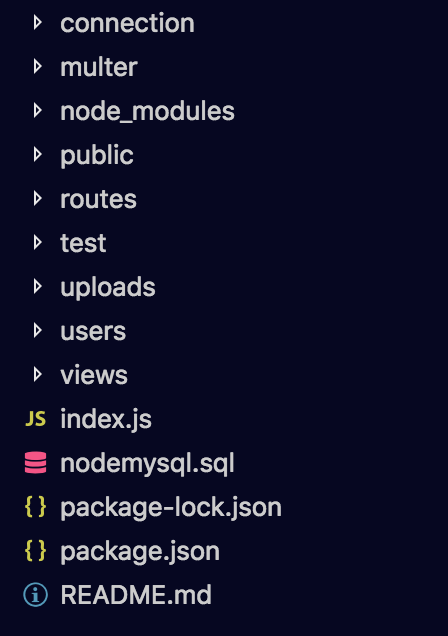 connection
multer
node_modules
public
routes
test
uploads
users
views
JS index.js
nodemysql.sql
{ } package-lock.json
{ } package.json
i README.md